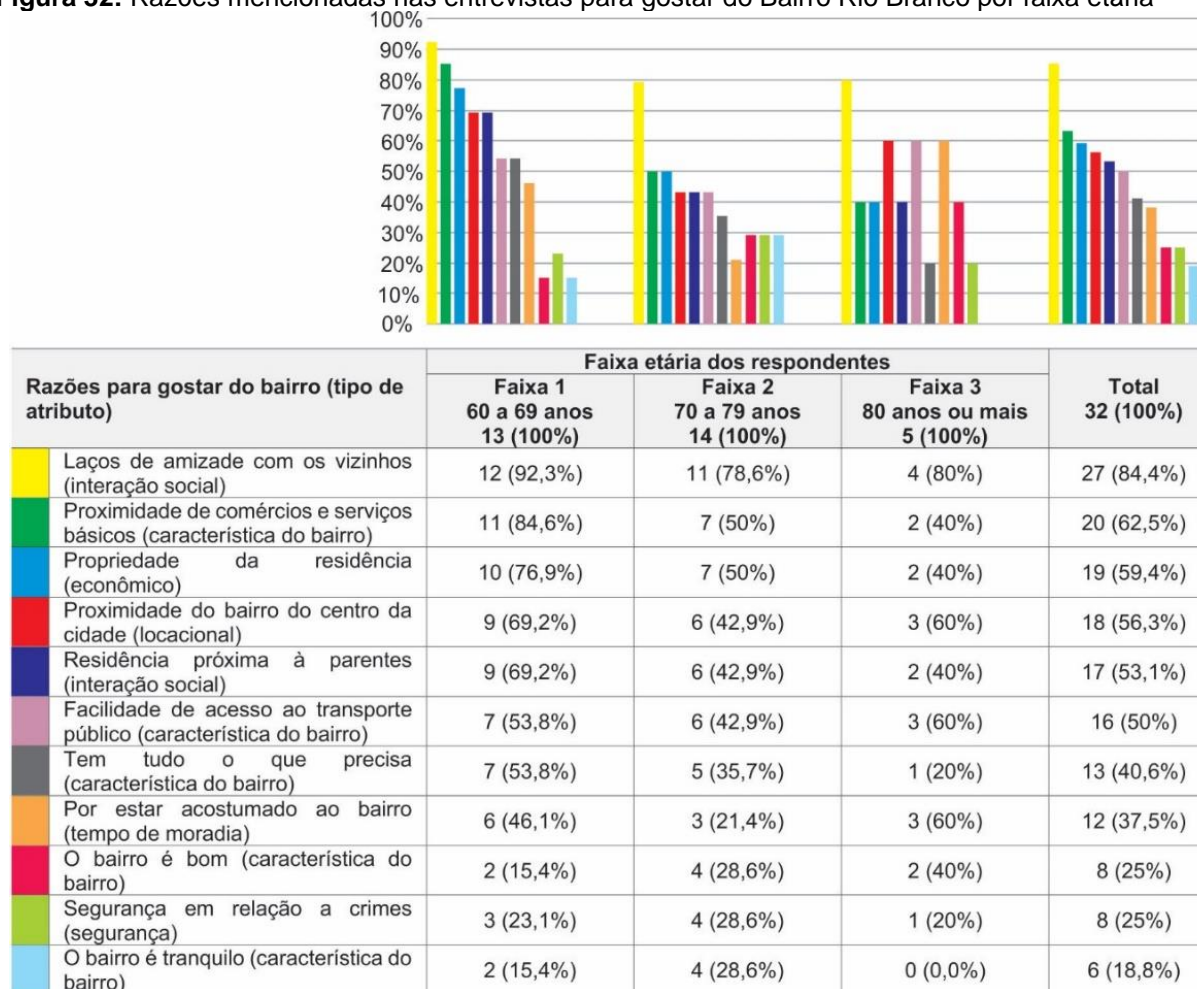 Figura 52: Razões mencionadas nas entrevistas para gostar do Bairro Rio Branco por faixa etária
100%
90%
80%
70%
60%
50%
40%
30%
20%
10%
0%
Razões para gostar do bairro (tipo de atributo)
Faixa etária dos respondentes
Faixa 1
60 a 69 anos
13 (100%)
Faixa 2
70 a 79 anos
14 (100%)
Faixa 3
80 anos ou mais
5 (100%)
Total
32 (100%)
Laços de amizade com os vizinhos
(interação social)
12 (92,3%) 11 (78,6%) 4 (80%) 27 (84,4%)
Proximidade de comércios e serviços
básicos (característica do bairro)
11 (84,6%) 7 (50%) 2 (40%) 20 (62,5%)
Propriedade da residência
(econômico)
10 (76,9%) 7 (50%) 2 (40%) 19 (59,4%)
Proximidade do bairro do centro da
cidade (locacional)
9 (69,2%) 6 (42,9%) 3 (60%) 18 (56,3%)
Residência próxima à parentes
(interação social)
9 (69,2%) 6 (42,9%) 2 (40%) 17 (53,1%)
Facilidade de acesso ao transporte
público (característica do bairro)
7 (53,8%) 6 (42,9%) 3 (60%) 16 (50%)
Tem tudo o que precisa
(característica do bairro)
7 (53,8%) 5 (35,7%) 1 (20%) 13 (40,6%)
Por estar acostumado ao bairro
(tempo de moradia)
6 (46,1%) 3 (21,4%) 3 (60%) 12 (37,5%)
O bairro é bom (característica do
bairro)
2 (15,4%) 4 (28,6%) 2 (40%) 8 (25%)
Segurança em relação a crimes
(segurança)
3 (23,1%) 4 (28,6%) 1 (20%) 8 (25%)
O bairro é tranquilo (característica do
bairro)
2 (15,4%) 4 (28,6%) 0 (0,0%) 6 (18,8%)